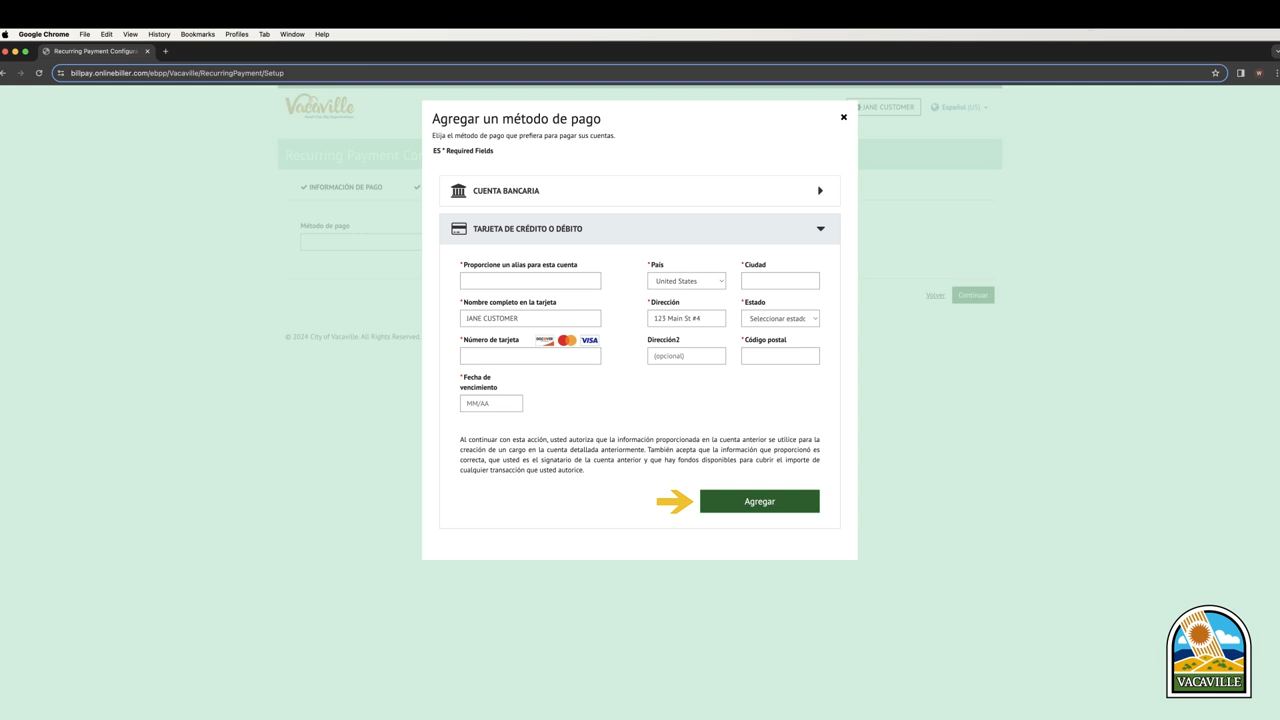 Google Chrome File Edit View History Bookmarks Profiles Tab Window Help
Recurring Payment Configura
billpay.onlinebiller.com/ebpp/Vacaville/RecurringPayment/Setup
W
Vacaville
JANE CUSTOMER
Español (US)
Recurring Payment Con
INFORMACIÓN DE PAGO
Método de pago
Volver
Continuar
© 2024 City of Vacaville. All Rights Reserved.
Agregar un método de pago
Elija el método de pago que prefiera para pagar sus cuentas.
ES * Required Fields
CUENTA BANCARIA
TARJETA DE CRÉDITO O DÉBITO
* Proporcione un alias para esta cuenta
* Nombre completo en la tarjeta
JANE CUSTOMER
* Número de tarjeta
DISCOVER VISA
* Fecha de
vencimiento
MM/AA
* País
United States
* Ciudad
* Dirección
123 Main St #4
* Estado
Seleccionar estadc
Dirección2
(opcional)
* Código postal
Al continuar con esta acción, usted autoriza que la información proporcionada en la cuenta anterior se utilice para la
creación de un cargo en la cuenta detallada anteriormente. También acepta que la información que proporcionó es
correcta, que usted es el signatario de la cuenta anterior y que hay fondos disponibles para cubrir el importe de
cualquier transacción que usted autorice.
Agregar
VACAVILLE